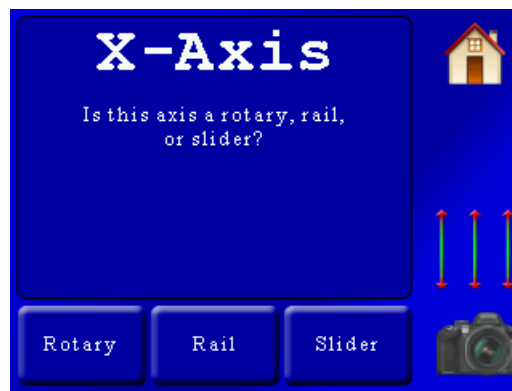 X-Axis
Is this axis a rotary, rail,
or slider?
Rotary
Rail
Slider